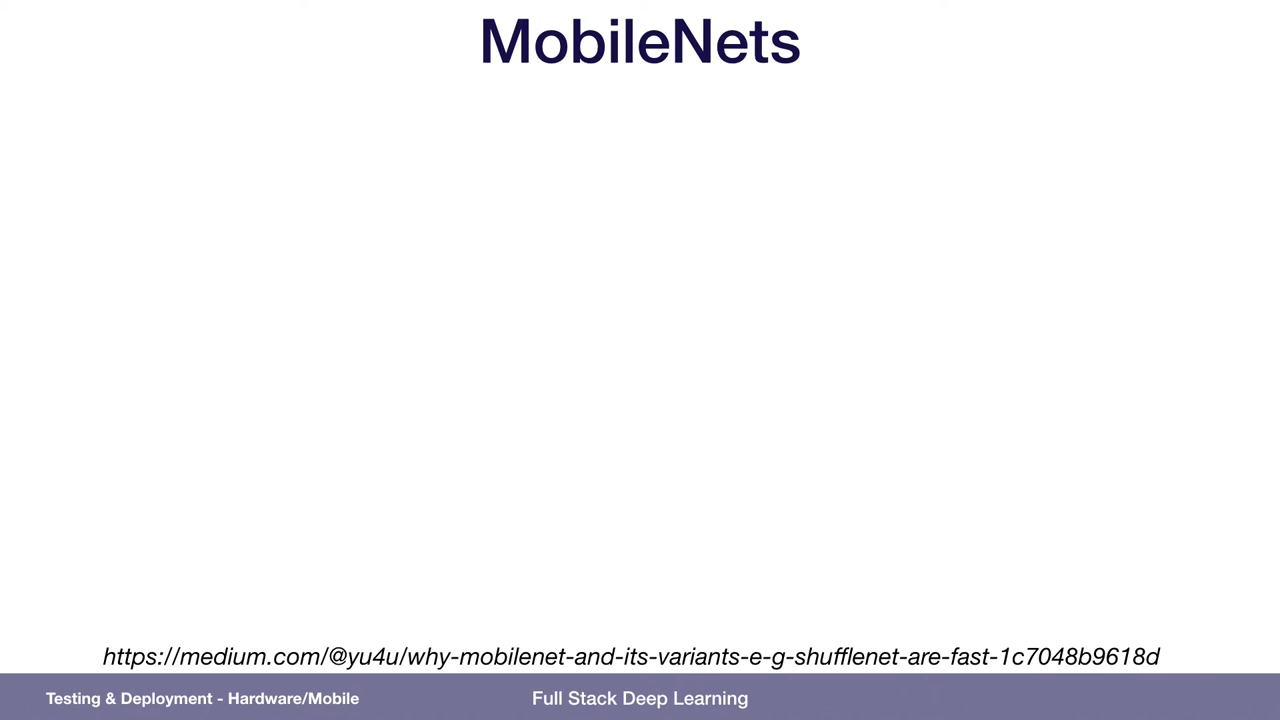 MobileNets
https://medium.com/@yu4u/why-mobilenet-and-its-variants-e-g-shufflenet-are-fast-1c7048b9618d
Testing & Deployment - Hardware/Mobile
Full Stack Deep Learning